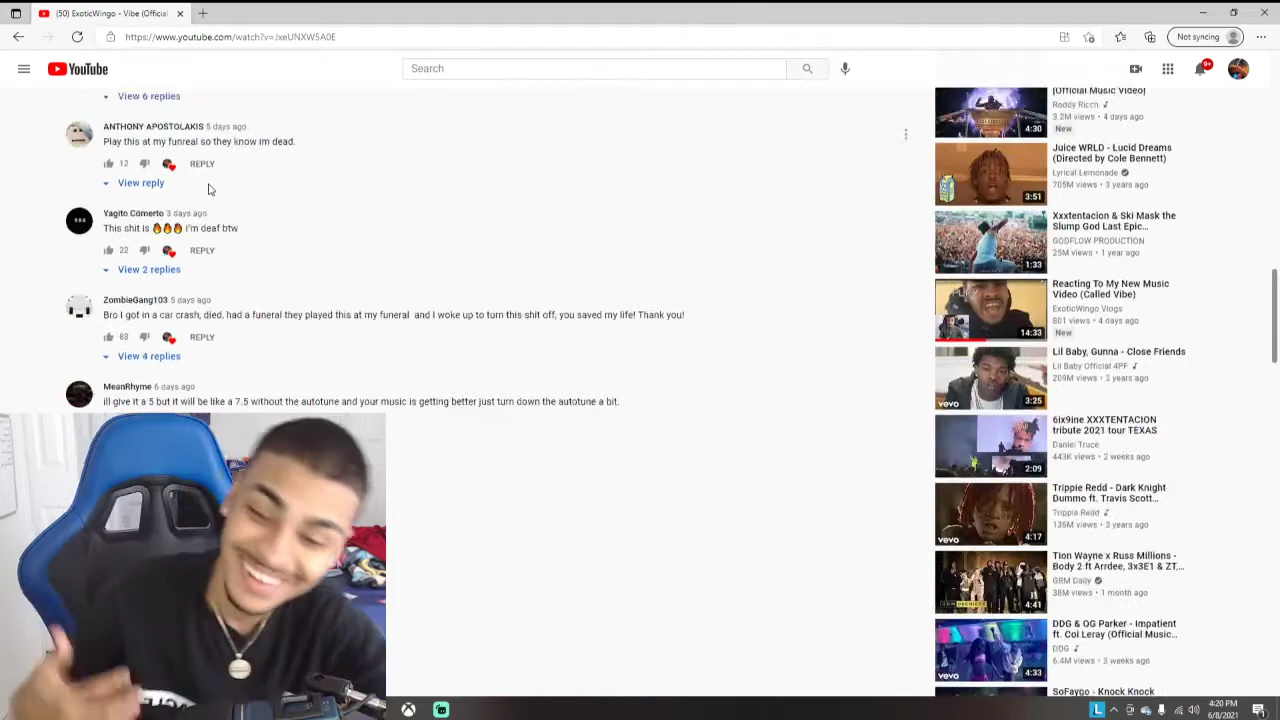 (50) ExoticWingo - Vibe (Official
https://www.youtube.com/watch?v=JxeUNXW5A0E
Not syncing
YouTube
Search
9+
View 6 replies
ANTHONY APOSTOLAKIS 5 days ago
Play this at my funreal so they know im dead.
12 REPLY
View reply
Yagito Comerto 3 days ago
This shit is 🔥🔥🔥 i'm deaf btw
22 REPLY
View 2 replies
ZombieGang103 5 days ago
Bro I got in a car crash, died, had a funeral they played this at my funeral and I woke up to turn this shit off, you saved my life! Thank you!
83 REPLY
View 4 replies
MeanRhyme 6 days ago
ill give it a 5 but it will be like a 7.5 without the autotune and your music is getting better just turn down the autotune a bit.
[Official Music Video]
Roddy Ricch
3.2M views • 4 days ago
New
4:30
Juice WRLD - Lucid Dreams
(Directed by Cole Bennett)
Lyrical Lemonade
705M views • 3 years ago
3:51
Xxxtentacion & Ski Mask the
Slump God Last Epic...
GODFLOW PRODUCTION
25M views • 1 year ago
1:33
Reacting To My New Music
Video (Called Vibe)
ExoticWingo Vlogs
801 views • 4 days ago
New
14:33
Lil Baby, Gunna - Close Friends
Lil Baby Official 4PF
209M views • 2 years ago
vevo
3:25
6ix9ine XXXTENTACION
tribute 2021 tour TEXAS
Daniel Truce
443K views • 2 weeks ago
2:09
Trippie Redd - Dark Knight
Dummo ft. Travis Scott...
Trippie Redd
136M views • 3 years ago
vevo
4:17
Tion Wayne x Russ Millions -
Body 2 ft Arrdee, 3x3E1 & ZT,...
GRM Daily
38M views • 1 month ago
4:41
DDG & OG Parker - Impatient
ft. Coi Leray (Official Music...
DDG
6.4M views • 3 weeks ago
vevo
4:33
SoFaygo - Knock Knock
4:20 PM
6/8/2021